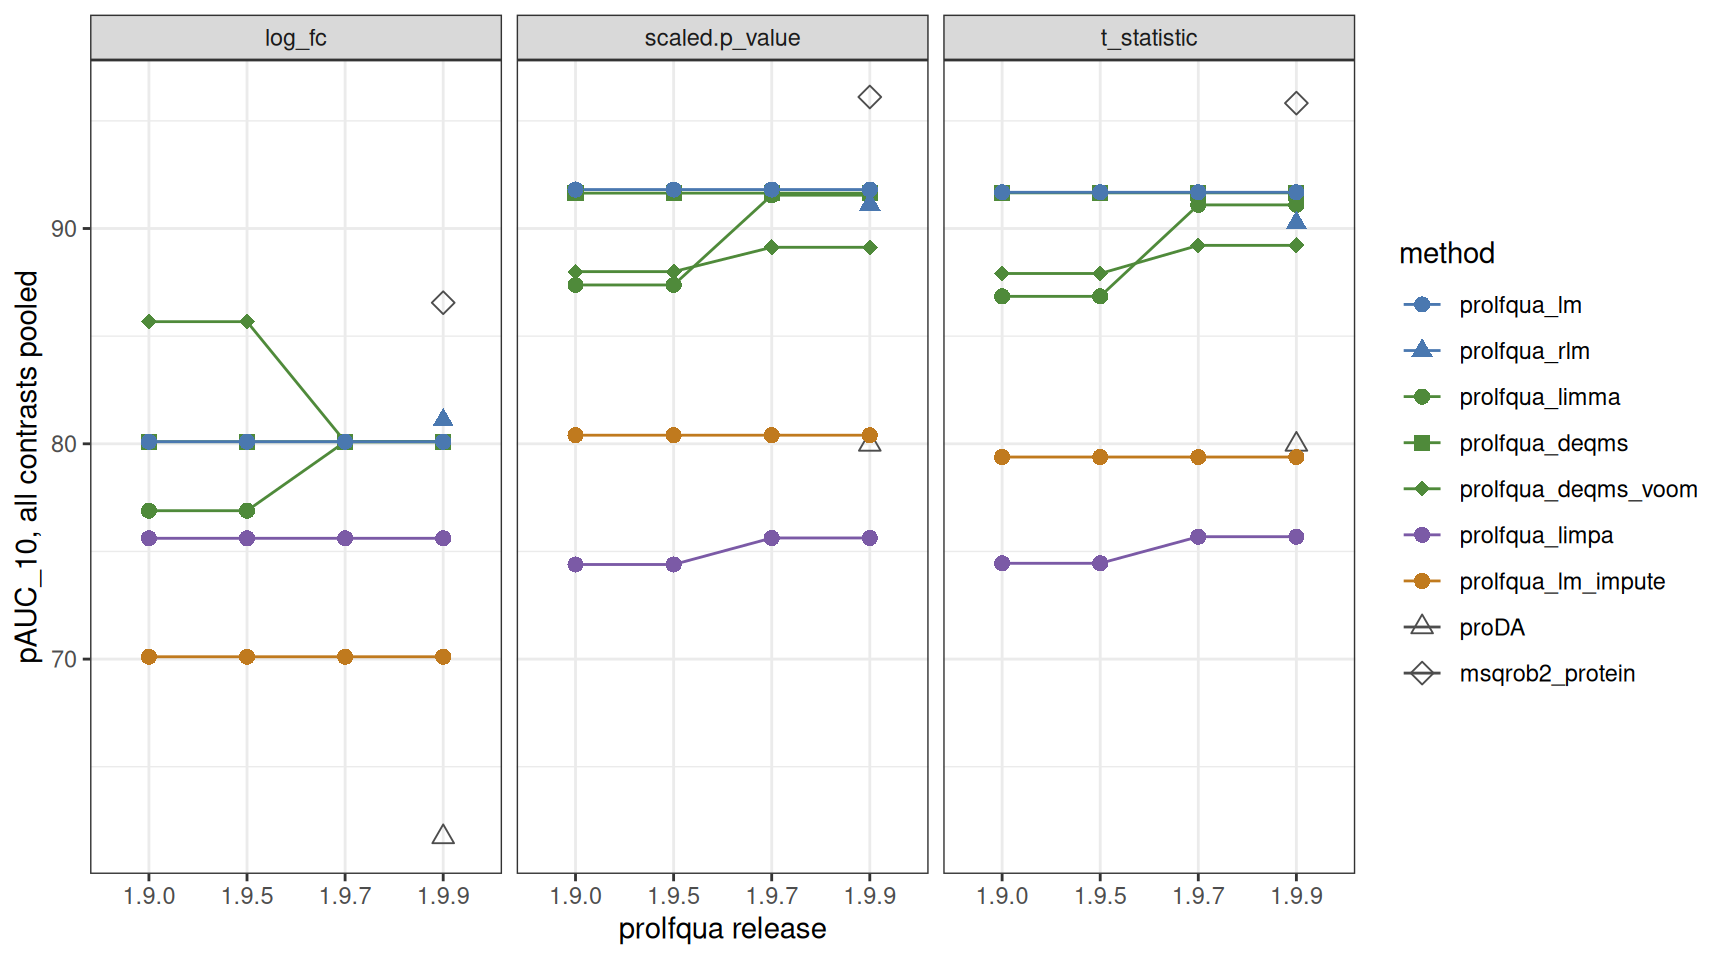 log_fc
scaled.p_value
t_statistic
pAUC_10, all contrasts pooled
90
80
70
1.9.0 1.9.5 1.9.7 1.9.9
1.9.0 1.9.5 1.9.7 1.9.9
1.9.0 1.9.5 1.9.7 1.9.9
prolfqua release
method
prolfqua_lm
prolfqua_rlm
prolfqua_limma
prolfqua_deqms
prolfqua_deqms_voom
prolfqua_limpa
prolfqua_lm_impute
proDA
msqrob2_protein